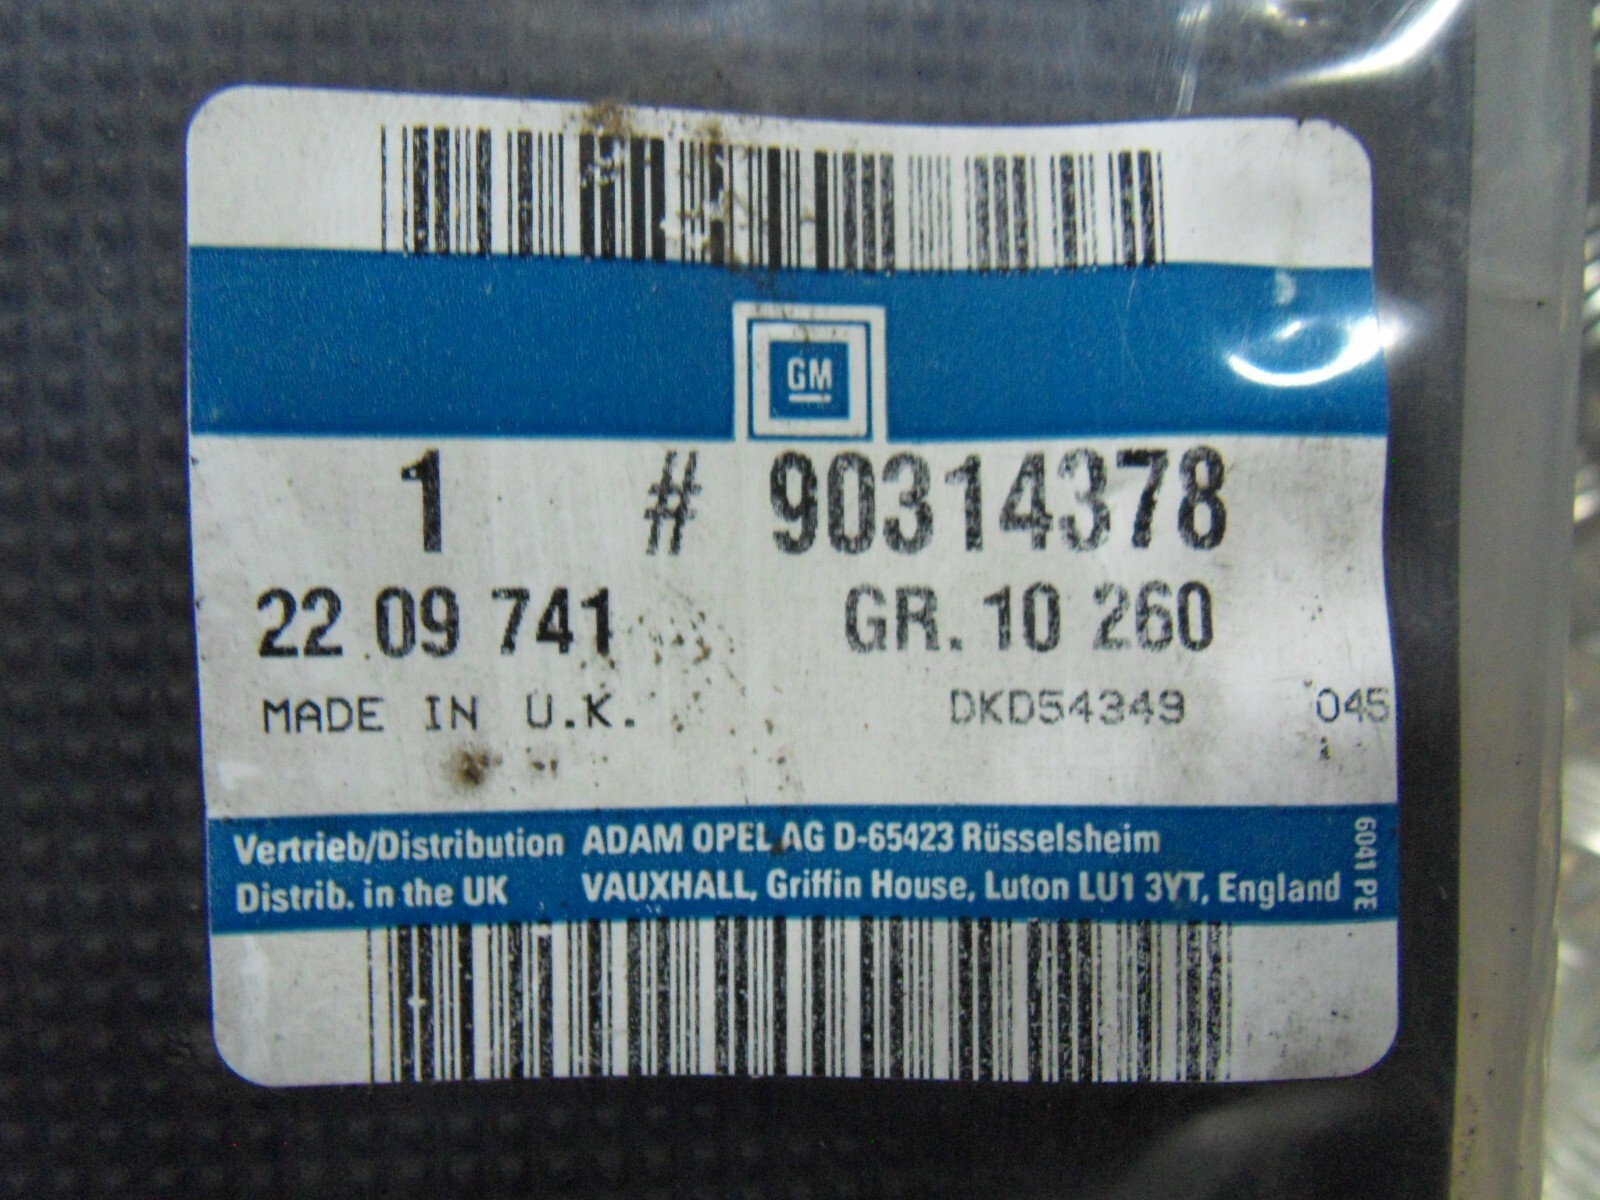 GM
1 # 90314378
22 09 741 GR. 10 260
MADE IN U.K. DKD54349 045
Vertrieb/Distribution ADAM OPEL AG D-65423 Rüsselsheim
Distrib. in the UK VAUXHALL, Griffin House, Luton LU1 3YT, England
6041 PE